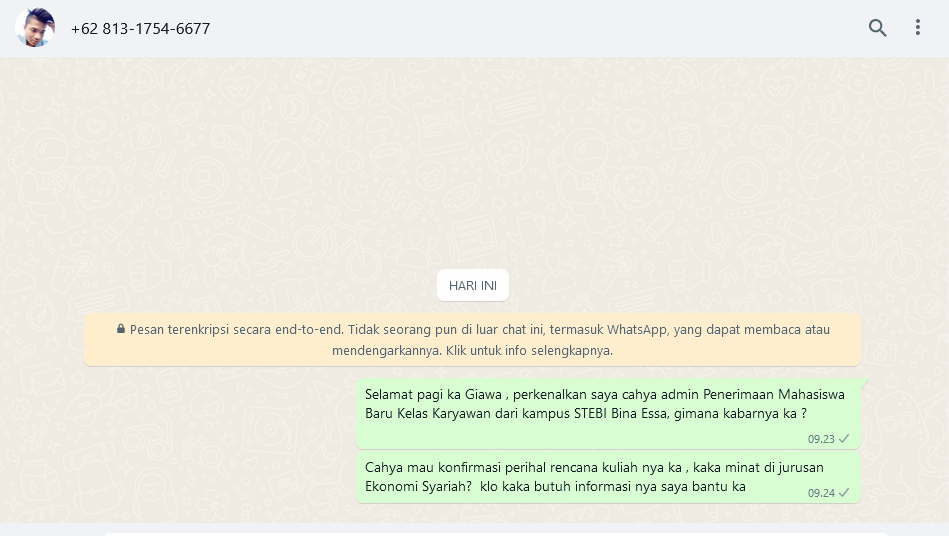 +62 813-1754-6677
HARI INI
Pesan terenkripsi secara end-to-end. Tidak seorang pun di luar chat ini, termasuk WhatsApp, yang dapat membaca atau
mendengarkannya. Klik untuk info selengkapnya.
Selamat pagi ka Giawa , perkenalkan saya cahya admin Penerimaan Mahasiswa
Baru Kelas Karyawan dari kampus STEBI Bina Essa, gimana kabarnya ka ?
09.23
Cahya mau konfirmasi perihal rencana kuliah nya ka , kaka minat di jurusan
Ekonomi Syariah?  klo kaka butuh informasi nya saya bantu ka
09.24